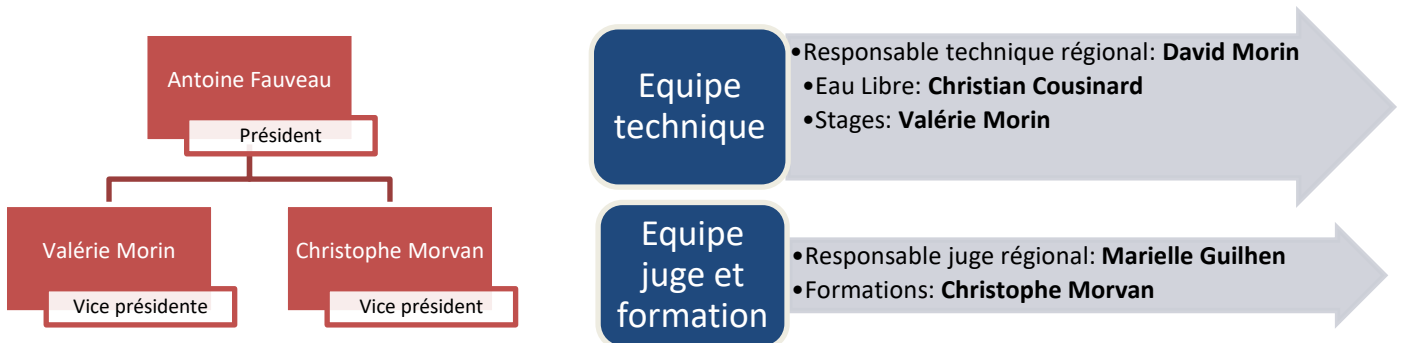 Antoine Fauveau
Président
Valérie Morin
Vice présidente
Christophe Morvan
Vice président
Equipe
technique
•Responsable technique régional: David Morin
•Eau Libre: Christian Cousinard
•Stages: Valérie Morin
Equipe
juge et
formation
•Responsable juge régional: Marielle Guilhen
•Formations: Christophe Morvan